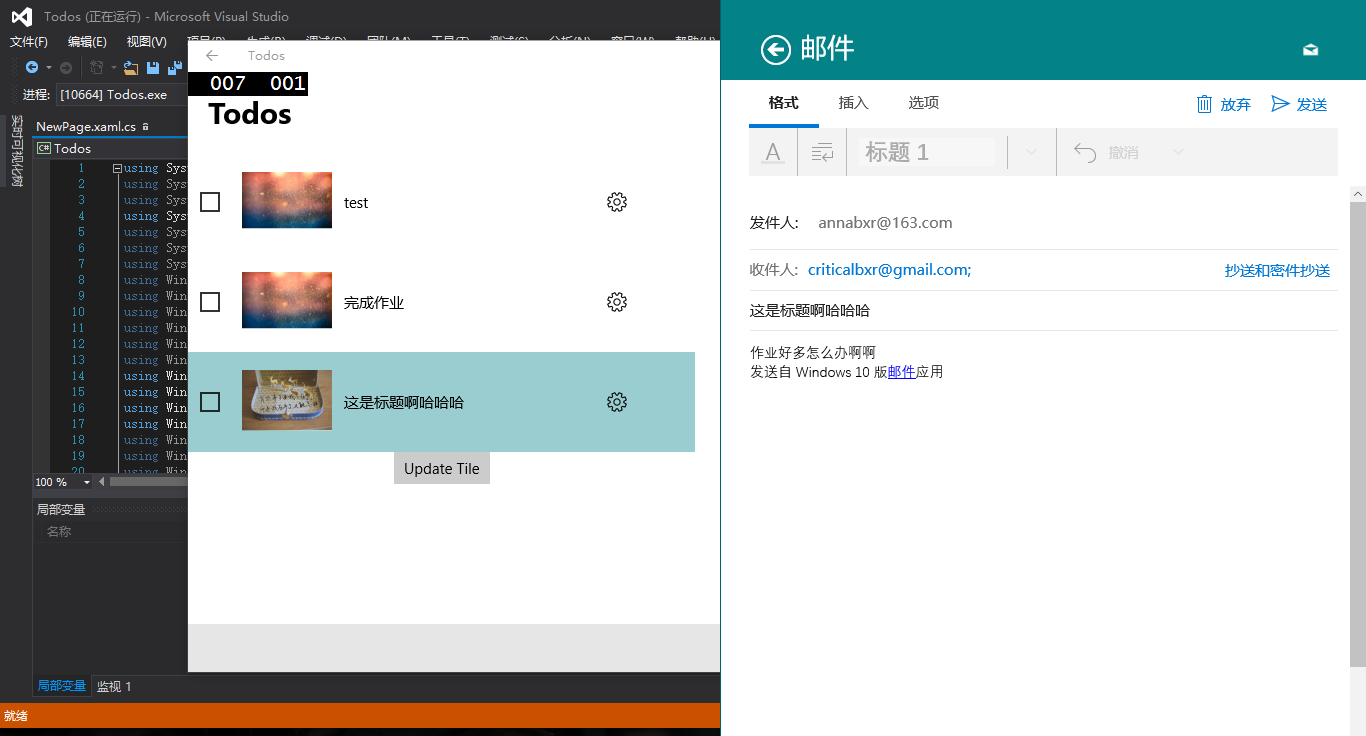 Todos (正在运行) - Microsoft Visual Studio
文件(F) 编辑(E) 视图(V)
进程: [10664] Todos.exe
NewPage.xaml.cs
C# Todos
1 using Sys
2 using Sys
3 using Sys
4 using Sys
5 using Sys
6 using Sys
7 using Sys
8 using Win
9 using Win
10 using Win
11 using Win
12 using Win
13 using Win
14 using Win
15 using Win
16 using Win
17 using Win
18 using Win
19 using Win
20 using Win
100 %
局部变量
名称
局部变量 监视 1
就绪
Todos
007 001
Todos
test
完成作业
这是标题啊哈哈哈
Update Tile
邮件
格式 插入 选项 放弃 发送
A 标题 1 撤消
发件人: annabxr@163.com
收件人: criticalbxr@gmail.com; 抄送和密件抄送
这是标题啊哈哈哈
作业好多怎么办啊啊
发送自 Windows 10 版邮件应用